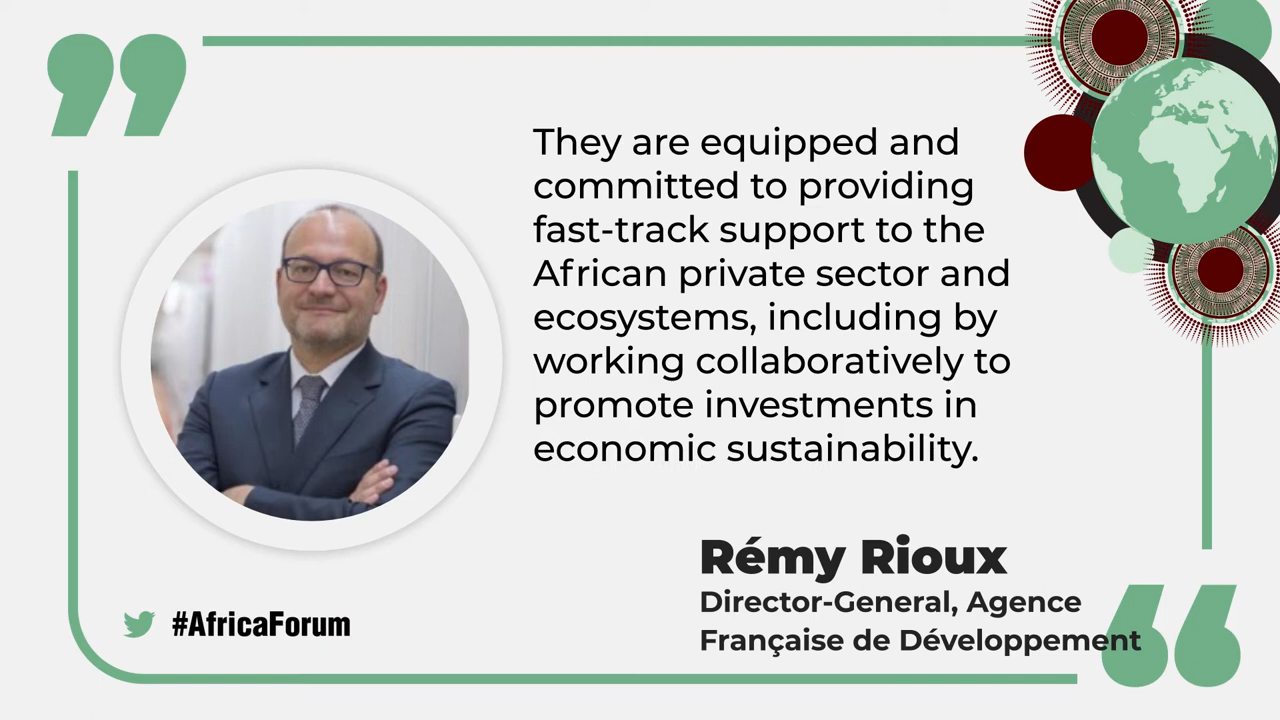 They are equipped and
committed to providing
fast-track support to the
African private sector and
ecosystems, including by
working collaboratively to
promote investments in
economic sustainability.
Rémy Rioux
Director-General, Agence
Française de Développement
#AfricaForum